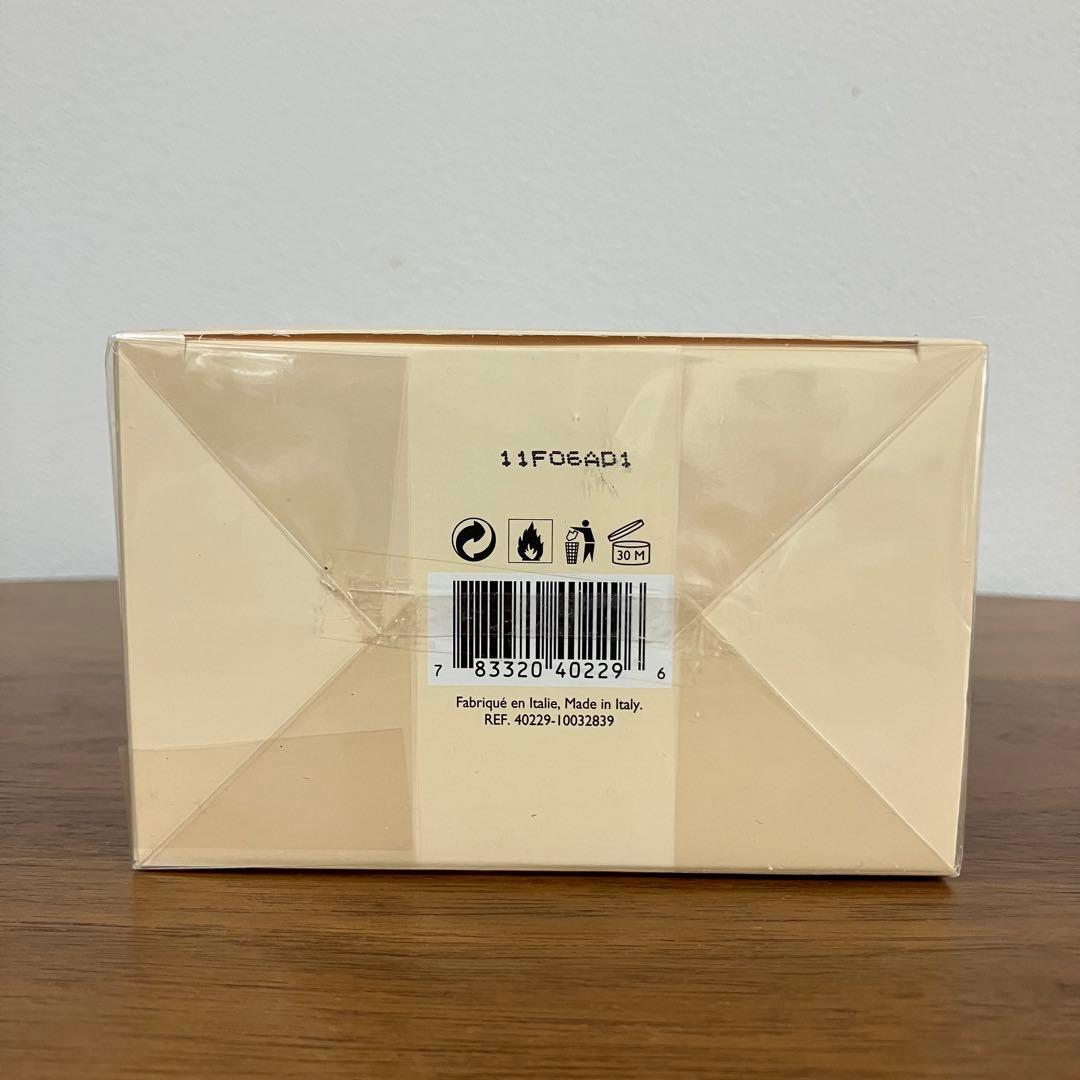 11F06AD1
30 M
7 83320 40229 6
Fabriqué en Italie, Made in Italy.
REF. 40229-10032839